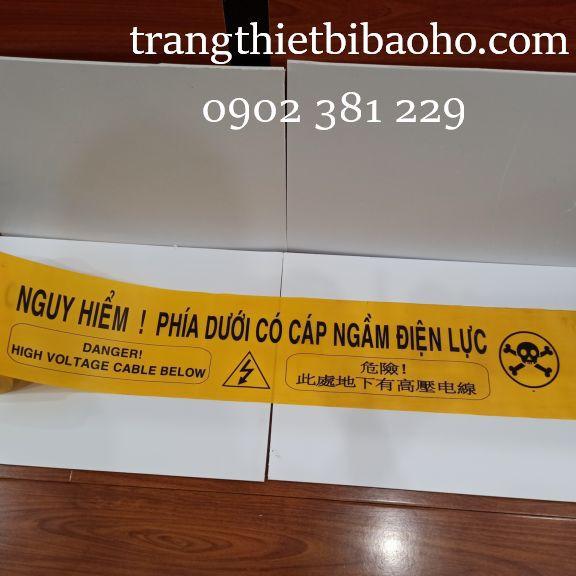 trangthietbibaoho.com
0902 381 229
NGUY HIỂM ! PHÍA DƯỚI CÓ CÁP NGẦM ĐIỆN LỰC
DANGER!
HIGH VOLTAGE CABLE BELOW
危險!
此處地下有高壓电線